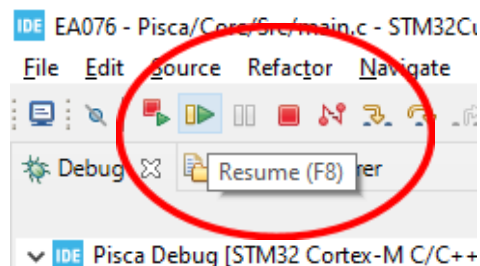 IDE EA076 - Pisca/Core/Src/main.c - STM32Cu
File Edit Source Refactor Navigate
Debug rer
Resume (F8)
IDE Pisca Debug [STM32 Cortex-M C/C++